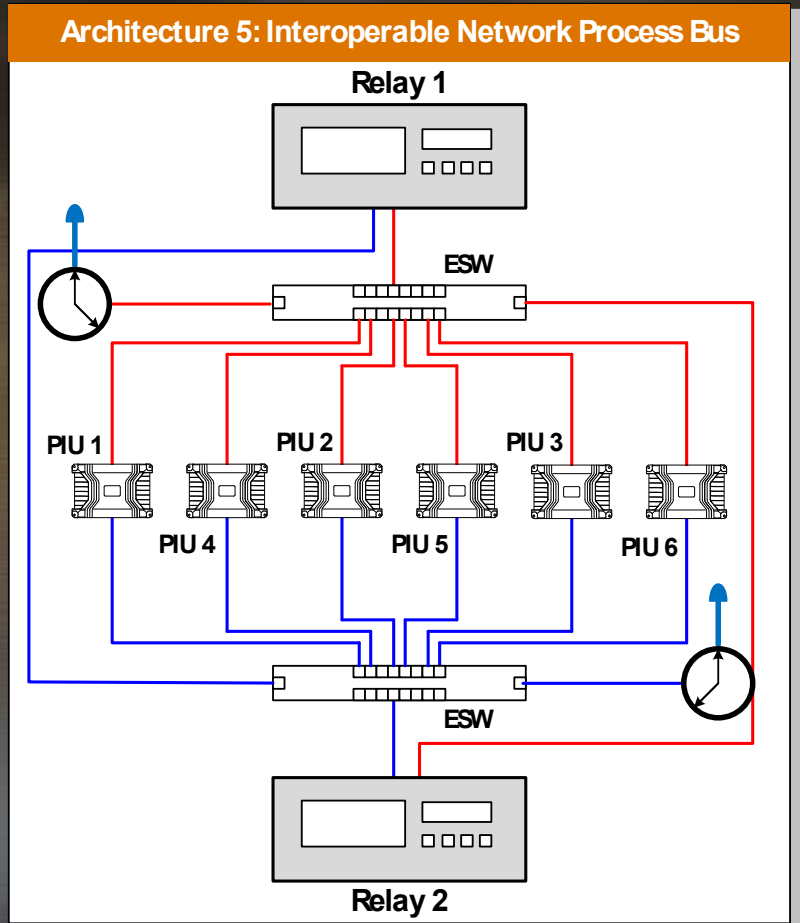 Architecture 5: Interoperable Network Process Bus
Relay 1
ESW
PIU 1
PIU 2
PIU 3
PIU 4
PIU 5
PIU 6
ESW
Relay 2